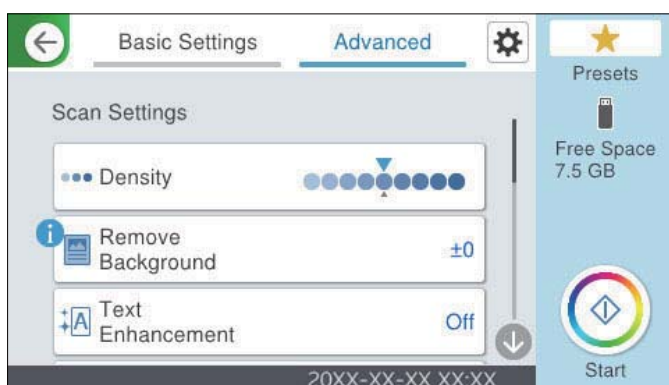 Basic Settings
Advanced
Presets
Scan Settings
Free Space
7.5 GB
Density
Remove
Background
±0
Text
Enhancement
Off
Start
20XX-XX-XX XX:XX